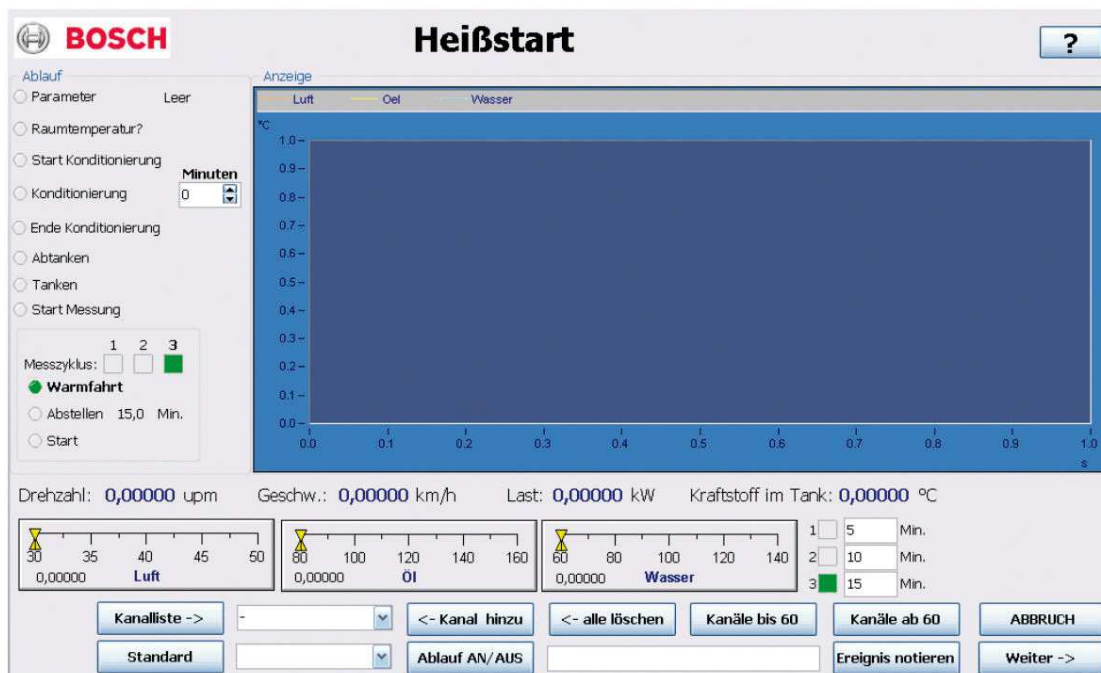 BOSCH
Heißstart
?
Ablauf
Parameter Leer
Raumtemperatur?
Start Konditionierung
Minuten
Konditionierung 0
Ende Konditionierung
Abtanken
Tanken
Start Messung
1 2 3
Messzyklus:
Warmfahrt
Abstellen 15,0 Min.
Start
Anzeige
Luft Oel Wasser
°C
1.0
0.9
0.8
0.7
0.6
0.5
0.4
0.3
0.2
0.1
0.0
0.0 0.1 0.2 0.3 0.4 0.5 0.6 0.7 0.8 0.9 1.0
s
Drehzahl: 0,00000 upm Geschw.: 0,00000 km/h Last: 0,00000 kW Kraftstoff im Tank: 0,00000 °C
30 35 40 45 50
0,00000 Luft
80 100 120 140 160
0,00000 Öl
60 80 100 120 140
0,00000 Wasser
1 5 Min.
2 10 Min.
3 15 Min.
Kanalliste -> - <- Kanal hinzu <- alle löschen Kanäle bis 60 Kanäle ab 60 ABBRUCH
Standard Ablauf AN/AUS Ereignis notieren Weiter ->